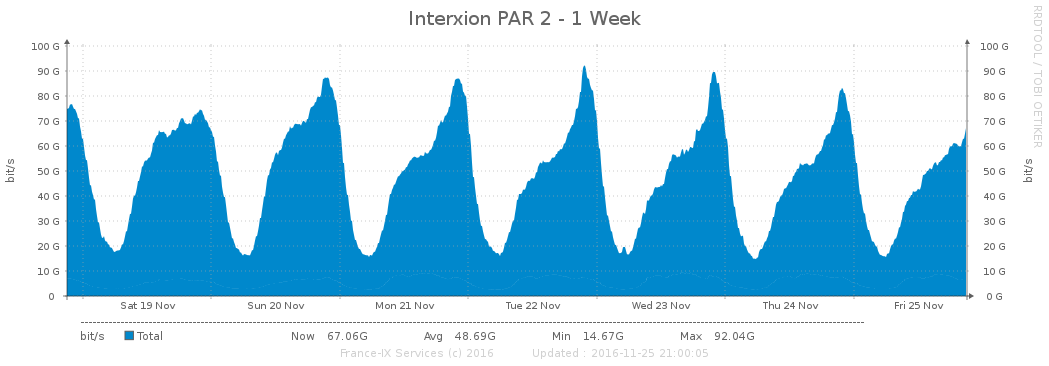 Interxion PAR 2 - 1 Week
RRDTOOL / TOBI OETIKER
bit/s
100 G
90 G
80 G
70 G
60 G
50 G
40 G
30 G
20 G
10 G
0
100 G
90 G
80 G
70 G
60 G
50 G
40 G
30 G
20 G
10 G
0 G
bit/s
Sat 19 Nov Sun 20 Nov Mon 21 Nov Tue 22 Nov Wed 23 Nov Thu 24 Nov Fri 25 Nov
bit/s Total Now 67.06G Avg 48.69G Min 14.67G Max 92.04G
France-IX Services (c) 2016 Updated : 2016-11-25 21:00:05